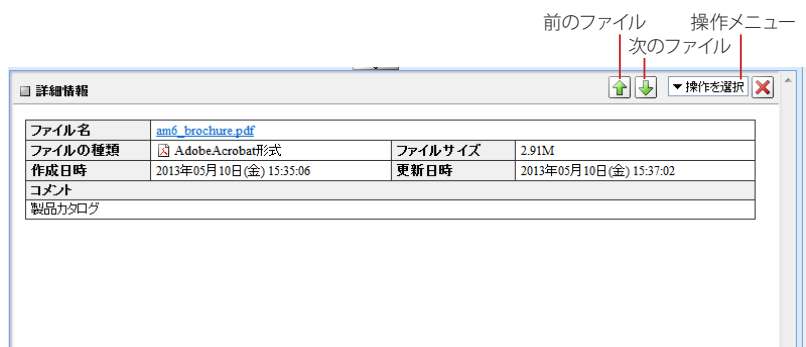 前のファイル 操作メニュー
次のファイル
詳細情報 ▼操作を選択
ファイル名 am6_brochure.pdf
ファイルの種類 AdobeAcrobat形式 ファイルサイズ 2.91M
作成日時 2013年05月10日(金) 15:35:06 更新日時 2013年05月10日(金) 15:37:02
コメント
製品カタログ